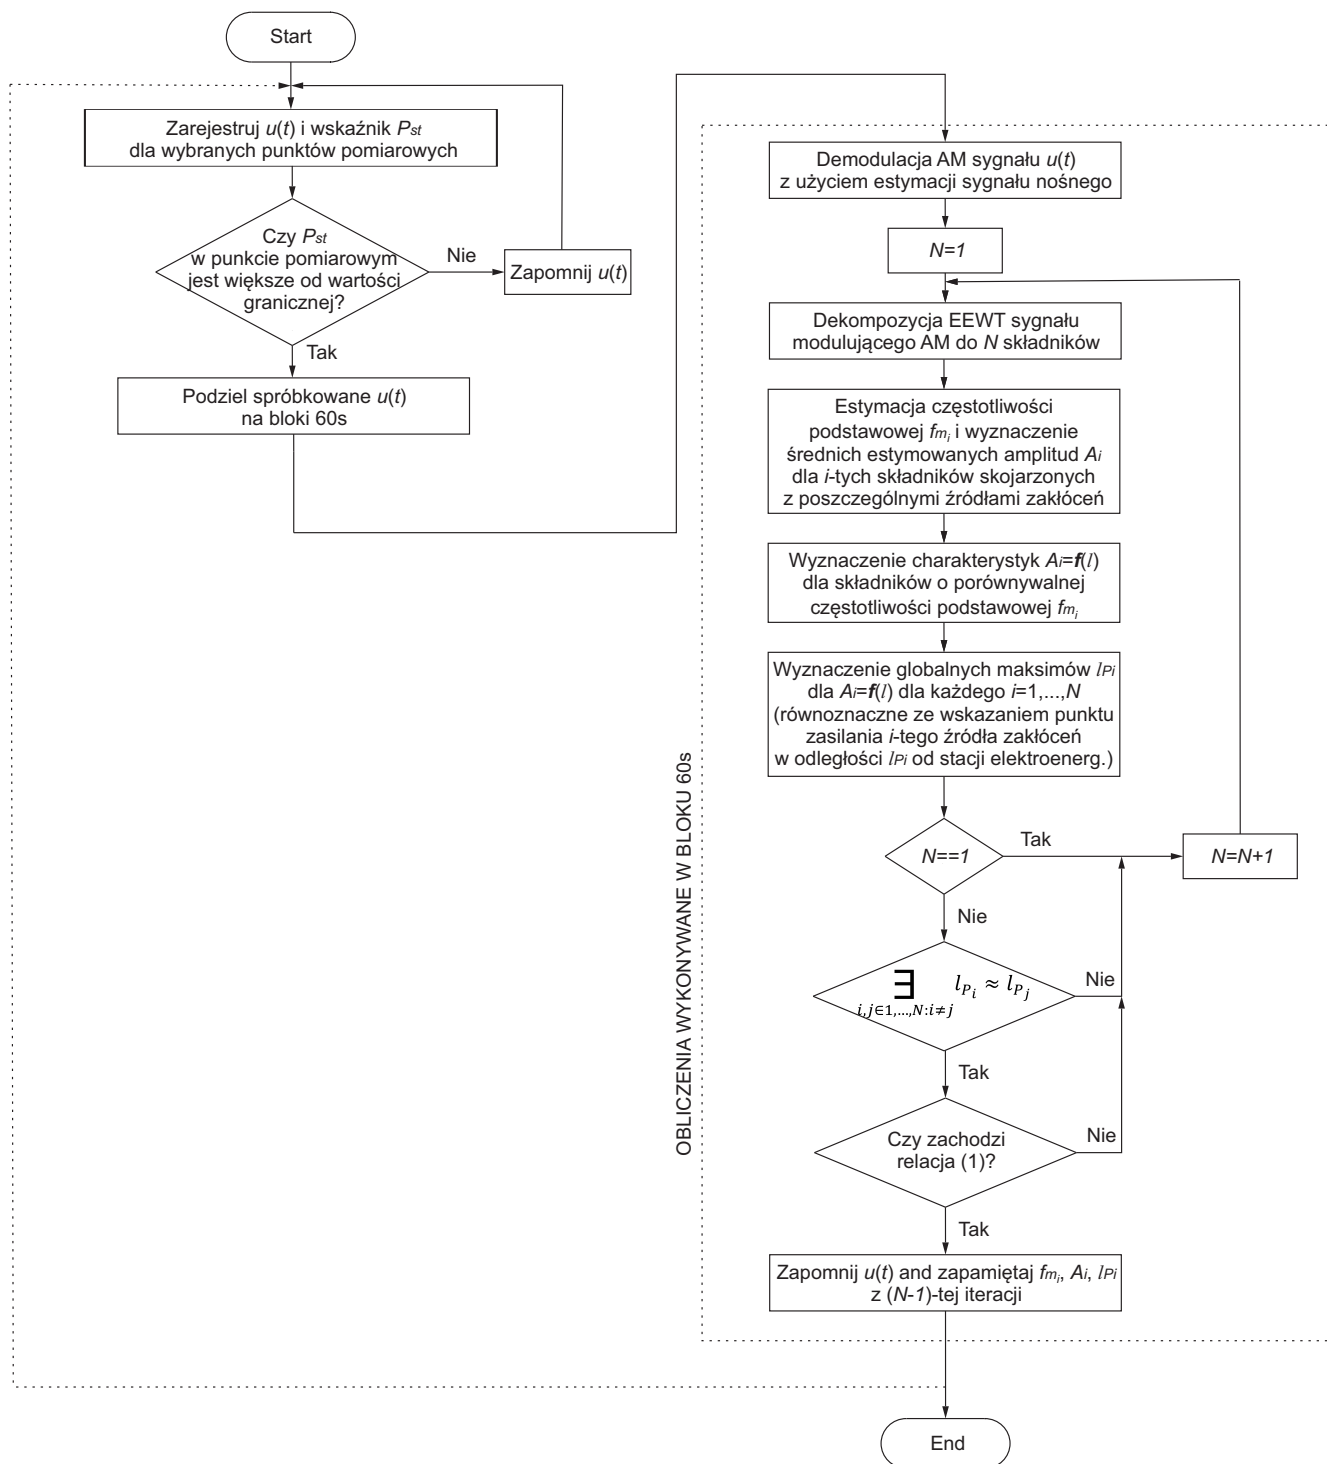 Start
Zarejestruj u(t) i wskaźnik Pst
dla wybranych punktów pomiarowych
Czy Pst
w punkcie pomiarowym
jest większe od wartości
granicznej?
Nie
Zapomnij u(t)
Tak
Podziel spróbkowane u(t)
na bloki 60s
OBLICZENIA WYKONYWANE W BLOKU 60s
Demodulacja AM sygnału u(t)
z użyciem estymacji sygnału nośnego
N=1
Dekompozycja EEWT sygnału
modulującego AM do N składników
Estymacja częstotliwości
podstawowej fmi i wyznaczenie
średnich estymowanych amplitud Ai
dla i-tych składników skojarzonych
z poszczególnymi źródłami zakłóceń
Wyznaczenie charakterystyk Ai=f(l)
dla składników o porównywalnej
częstotliwości podstawowej fmi
Wyznaczenie globalnych maksimów lPi
dla Ai=f(l) dla każdego i=1,...,N
(równoznaczne ze wskazaniem punktu
zasilania i-tego źródła zakłóceń
w odległości lPi od stacji elektroenerg.)
N==1
Tak
N=N+1
Nie
∃ lPi ≈ lPj
i,j∈1,...,N:i≠j
Nie
Tak
Czy zachodzi
relacja (1)?
Nie
Tak
Zapomnij u(t) and zapamiętaj fmi, Ai, lPi
z (N-1)-tej iteracji
End